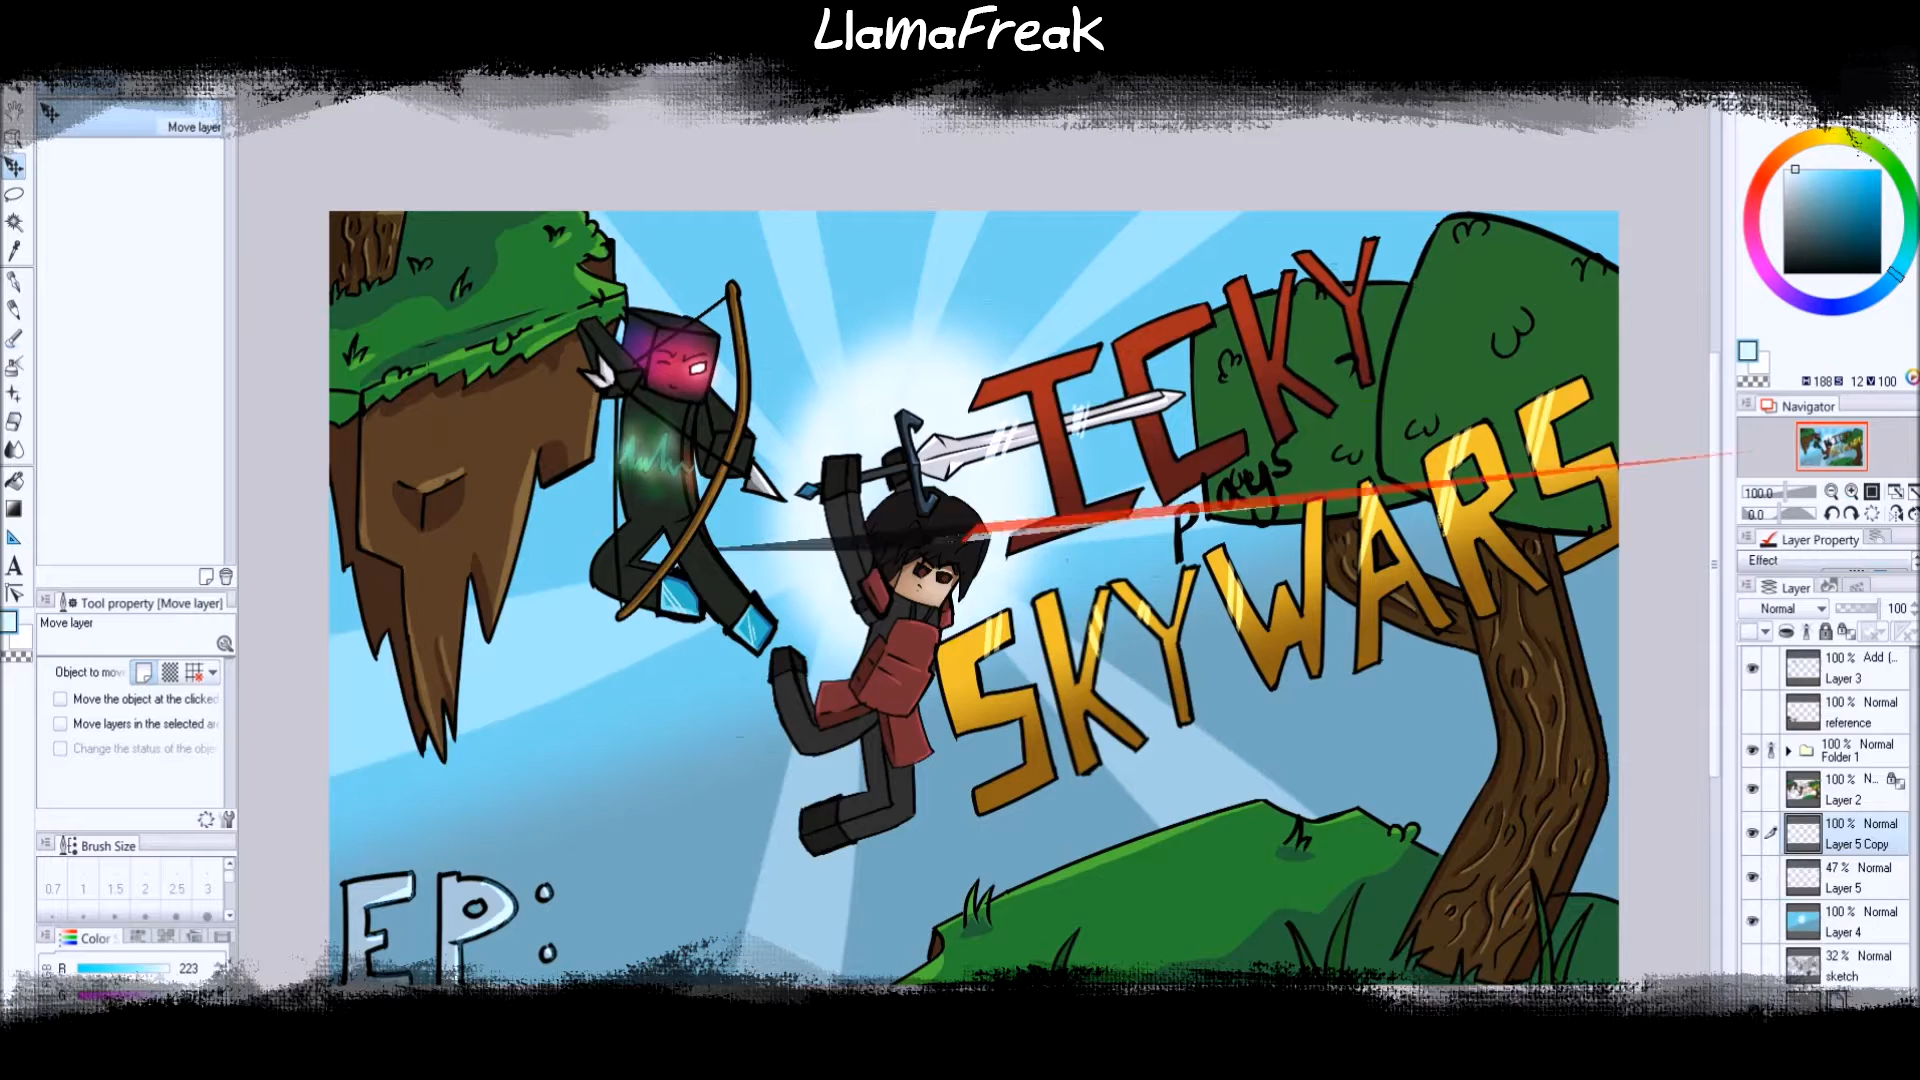 LlamaFreak
Move layer
Tool property [Move layer]
Move layer
Object to mov
Move the object at the clicked
Move layers in the selected ar
Change the status of the obje
Brush Size
0.7 1 1.5 2 2.5 3
Color
R 223
ICKY
plays
SKYWARS
EP:
H 188 S 12 V 100
Navigator
100.0
0.0
Layer Property
Effect
Layer
Normal 100
100 % Add (...
Layer 3
100 % Normal
reference
100 % Normal
Folder 1
100 % N...
Layer 2
100 % Normal
Layer 5 Copy
47 % Normal
Layer 5
100 % Normal
Layer 4
32 % Normal
sketch